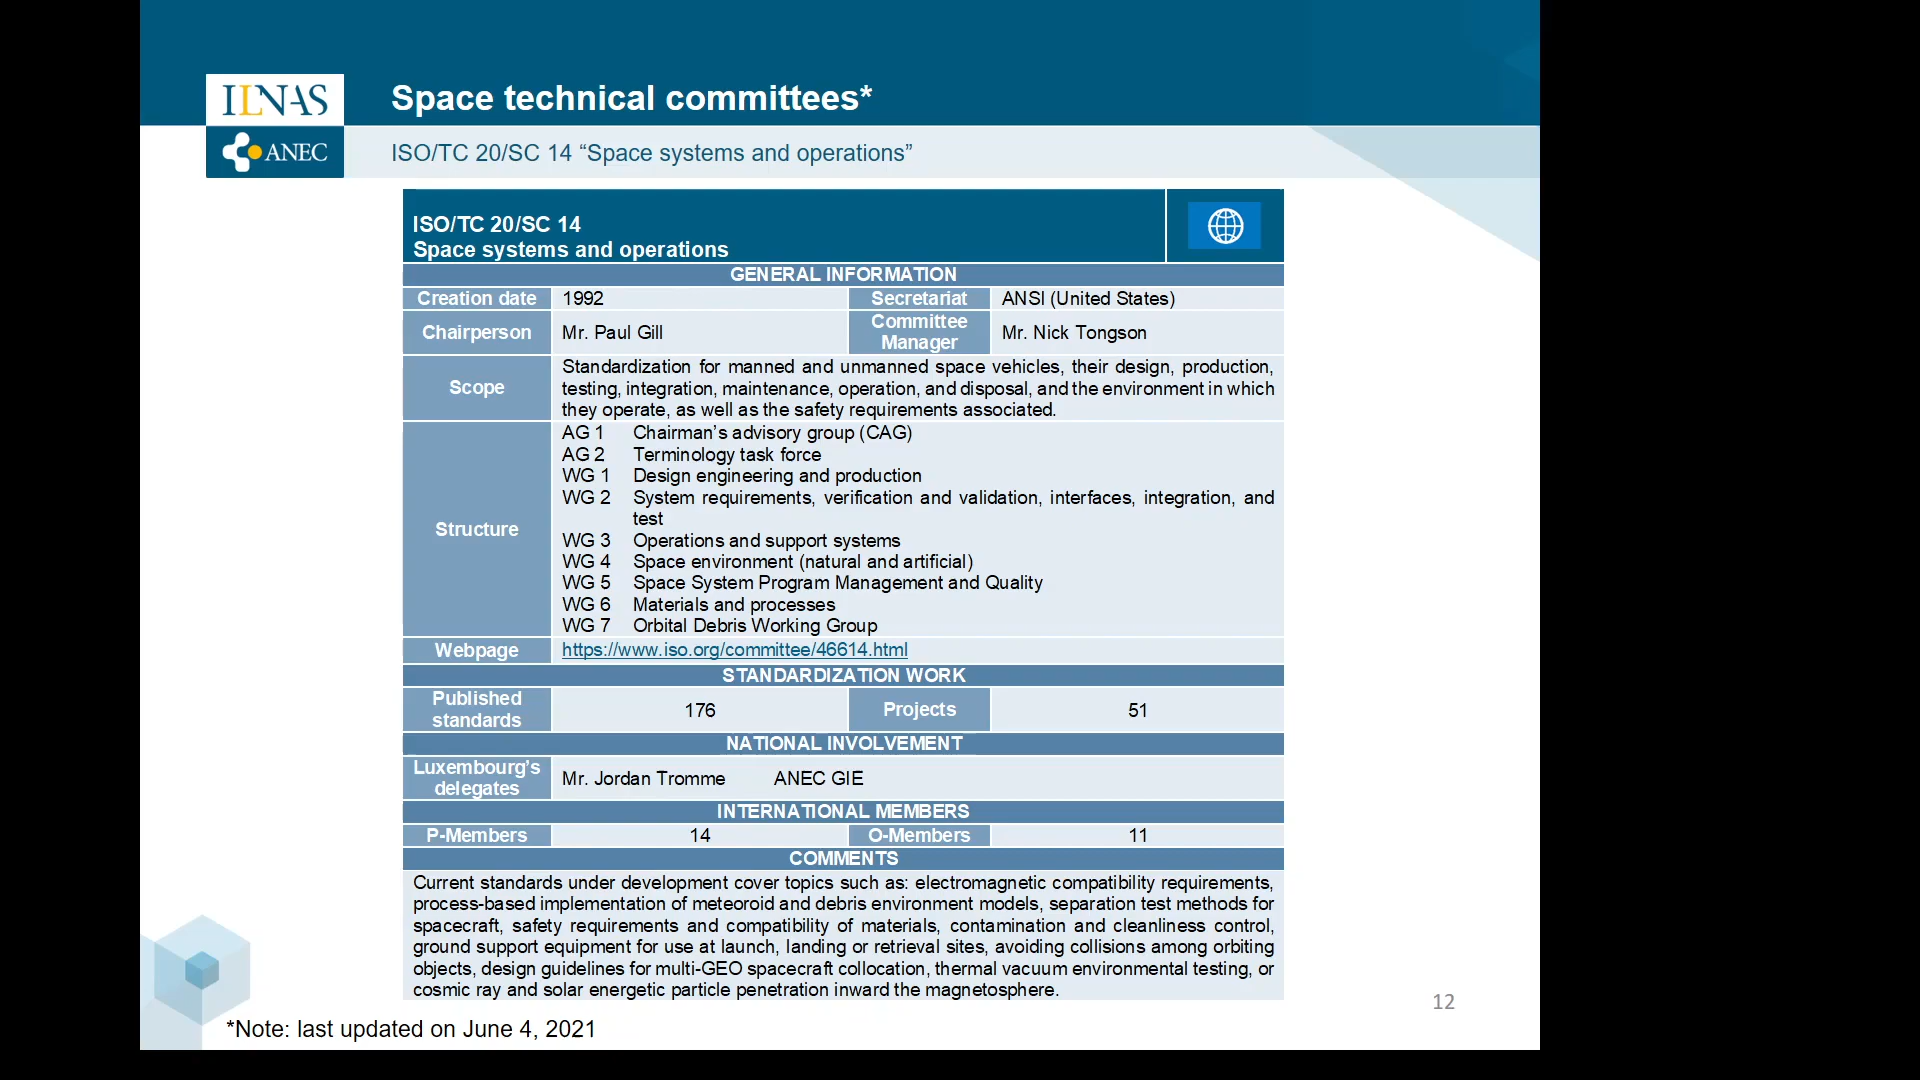 ILNAS
ANEC
Space technical committees*
ISO/TC 20/SC 14 “Space systems and operations”
ISO/TC 20/SC 14
Space systems and operations
GENERAL INFORMATION
Creation date 1992 Secretariat ANSI (United States)
Chairperson Mr. Paul Gill Committee Manager Mr. Nick Tongson
Scope
Standardization for manned and unmanned space vehicles, their design, production,
testing, integration, maintenance, operation, and disposal, and the environment in which
they operate, as well as the safety requirements associated.
Structure
AG 1 Chairman’s advisory group (CAG)
AG 2 Terminology task force
WG 1 Design engineering and production
WG 2 System requirements, verification and validation, interfaces, integration, and
test
WG 3 Operations and support systems
WG 4 Space environment (natural and artificial)
WG 5 Space System Program Management and Quality
WG 6 Materials and processes
WG 7 Orbital Debris Working Group
Webpage https://www.iso.org/committee/46614.html
STANDARDIZATION WORK
Published standards 176 Projects 51
NATIONAL INVOLVEMENT
Luxembourg’s delegates Mr. Jordan Tromme ANEC GIE
INTERNATIONAL MEMBERS
P-Members 14 O-Members 11
COMMENTS
Current standards under development cover topics such as: electromagnetic compatibility requirements,
process-based implementation of meteoroid and debris environment models, separation test methods for
spacecraft, safety requirements and compatibility of materials, contamination and cleanliness control,
ground support equipment for use at launch, landing or retrieval sites, avoiding collisions among orbiting
objects, design guidelines for multi-GEO spacecraft collocation, thermal vacuum environmental testing, or
cosmic ray and solar energetic particle penetration inward the magnetosphere.
12
*Note: last updated on June 4, 2021